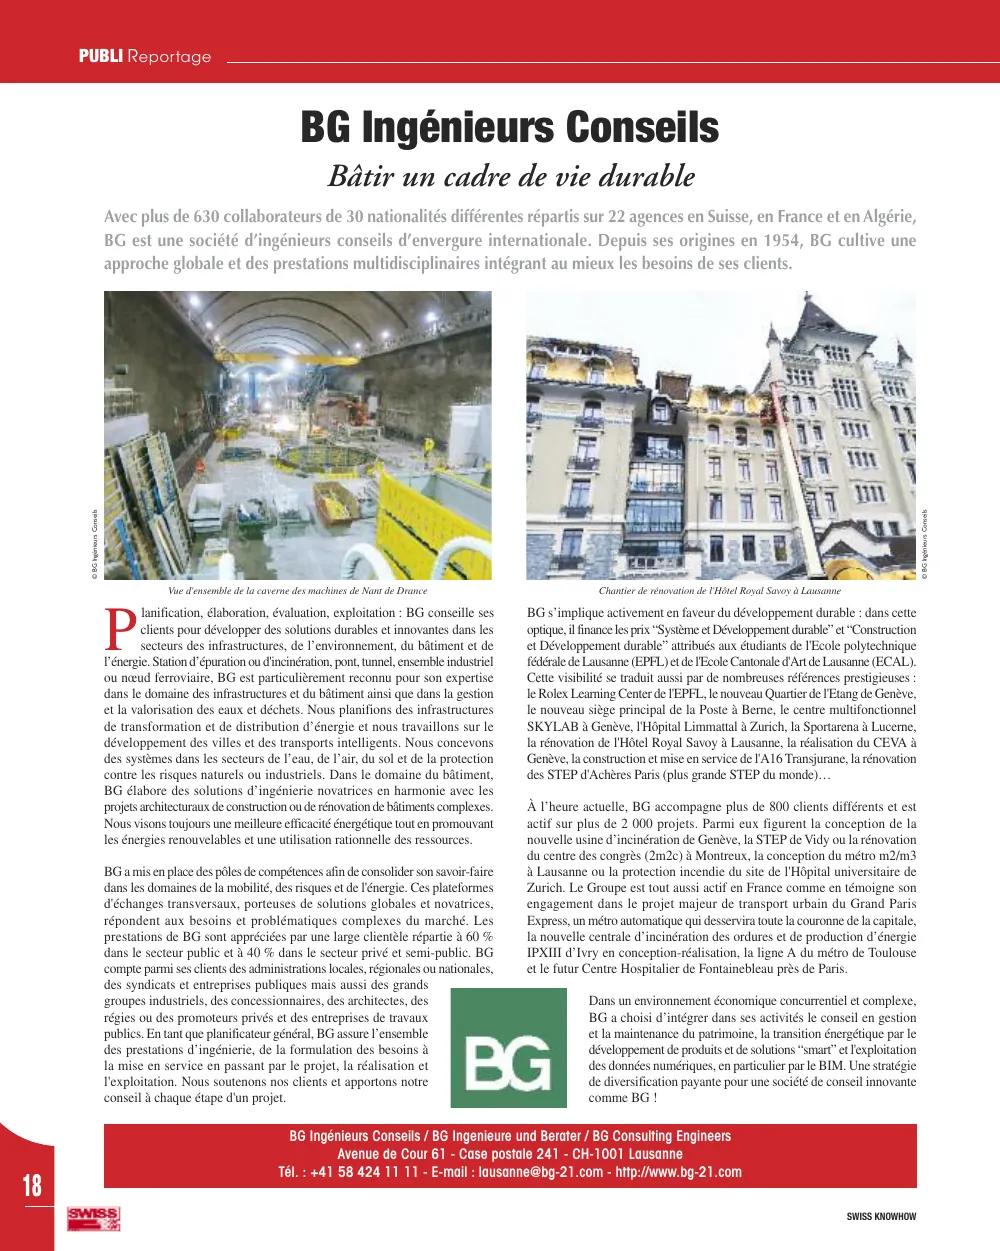 PUBLI Reportage
BG Ingénieurs Conseils
Bâtir un cadre de vie durable
Avec plus de 630 collaborateurs de 30 nationalités différentes répartis sur 22 agences en Suisse, en France et en Algérie,
BG est une société d’ingénieurs conseils d’envergure internationale. Depuis ses origines en 1954, BG cultive une
approche globale et des prestations multidisciplinaires intégrant au mieux les besoins de ses clients.
© BG Ingénieurs Conseils
© BG Ingénieurs Conseils
Vue d'ensemble de la caverne des machines de Nant de Drance
Chantier de rénovation de l'Hôtel Royal Savoy à Lausanne
Planification, élaboration, évaluation, exploitation : BG conseille ses
clients pour développer des solutions durables et innovantes dans les
secteurs des infrastructures, de l’environnement, du bâtiment et de
l’énergie. Station d’épuration ou d'incinération, pont, tunnel, ensemble industriel
ou nœud ferroviaire, BG est particulièrement reconnu pour son expertise
dans le domaine des infrastructures et du bâtiment ainsi que dans la gestion
et la valorisation des eaux et déchets. Nous planifions des infrastructures
de transformation et de distribution d’énergie et nous travaillons sur le
développement des villes et des transports intelligents. Nous concevons
des systèmes dans les secteurs de l’eau, de l’air, du sol et de la protection
contre les risques naturels ou industriels. Dans le domaine du bâtiment,
BG élabore des solutions d’ingénierie novatrices en harmonie avec les
projets architecturaux de construction ou de rénovation de bâtiments complexes.
Nous visons toujours une meilleure efficacité énergétique tout en promouvant
les énergies renouvelables et une utilisation rationnelle des ressources.
BG a mis en place des pôles de compétences afin de consolider son savoir-faire
dans les domaines de la mobilité, des risques et de l'énergie. Ces plateformes
d'échanges transversaux, porteuses de solutions globales et novatrices,
répondent aux besoins et problématiques complexes du marché. Les
prestations de BG sont appréciées par une large clientèle répartie à 60 %
dans le secteur public et à 40 % dans le secteur privé et semi-public. BG
compte parmi ses clients des administrations locales, régionales ou nationales,
des syndicats et entreprises publiques mais aussi des grands
groupes industriels, des concessionnaires, des architectes, des
régies ou des promoteurs privés et des entreprises de travaux
publics. En tant que planificateur général, BG assure l’ensemble
des prestations d’ingénierie, de la formulation des besoins à
la mise en service en passant par le projet, la réalisation et
l'exploitation. Nous soutenons nos clients et apportons notre
conseil à chaque étape d'un projet.
BG s’implique activement en faveur du développement durable : dans cette
optique, il finance les prix “Système et Développement durable” et “Construction
et Développement durable” attribués aux étudiants de l'Ecole polytechnique
fédérale de Lausanne (EPFL) et de l'Ecole Cantonale d'Art de Lausanne (ECAL).
Cette visibilité se traduit aussi par de nombreuses références prestigieuses :
le Rolex Learning Center de l'EPFL, le nouveau Quartier de l'Etang de Genève,
le nouveau siège principal de la Poste à Berne, le centre multifonctionnel
SKYLAB à Genève, l'Hôpital Limmattal à Zurich, la Sportarena à Lucerne,
la rénovation de l'Hôtel Royal Savoy à Lausanne, la réalisation du CEVA à
Genève, la construction et mise en service de l'A16 Transjurane, la rénovation
des STEP d'Achères Paris (plus grande STEP du monde)…
À l’heure actuelle, BG accompagne plus de 800 clients différents et est
actif sur plus de 2 000 projets. Parmi eux figurent la conception de la
nouvelle usine d’incinération de Genève, la STEP de Vidy ou la rénovation
du centre des congrès (2m2c) à Montreux, la conception du métro m2/m3
à Lausanne ou la protection incendie du site de l'Hôpital universitaire de
Zurich. Le Groupe est tout aussi actif en France comme en témoigne son
engagement dans le projet majeur de transport urbain du Grand Paris
Express, un métro automatique qui desservira toute la couronne de la capitale,
la nouvelle centrale d’incinération des ordures et de production d’énergie
IPXIII d’Ivry en conception-réalisation, la ligne A du métro de Toulouse
et le futur Centre Hospitalier de Fontainebleau près de Paris.
BG
Dans un environnement économique concurrentiel et complexe,
BG a choisi d’intégrer dans ses activités le conseil en gestion
et la maintenance du patrimoine, la transition énergétique par le
développement de produits et de solutions “smart” et l'exploitation
des données numériques, en particulier par le BIM. Une stratégie
de diversification payante pour une société de conseil innovante
comme BG !
BG Ingénieurs Conseils / BG Ingenieure und Berater / BG Consulting Engineers
Avenue de Cour 61 - Case postale 241 - CH-1001 Lausanne
Tél. : +41 58 424 11 11 - E-mail : lausanne@bg-21.com - http://www.bg-21.com
18
SWISS
SWISS KNOWHOW